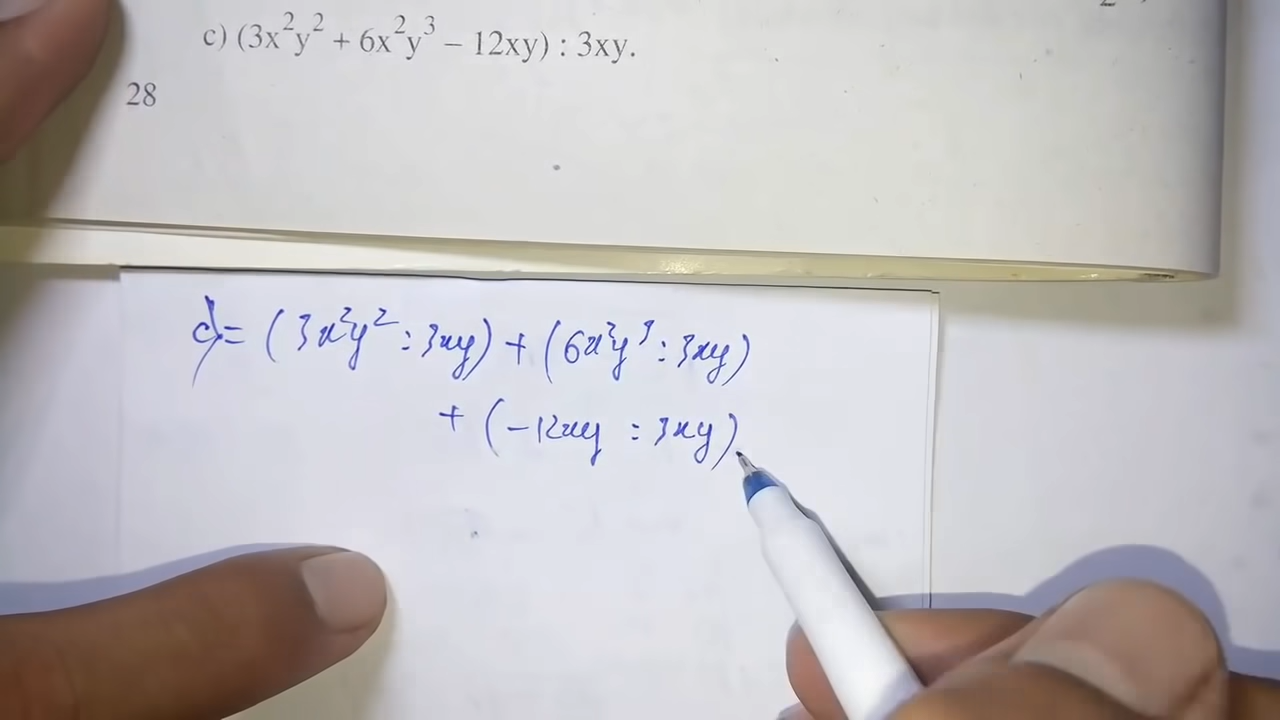 c) (3x²y² + 6x²y³ – 12xy) : 3xy.
28
c) = (3x²y² : 3xy) + (6x²y³ : 3xy)
+ (-12xy : 3xy)